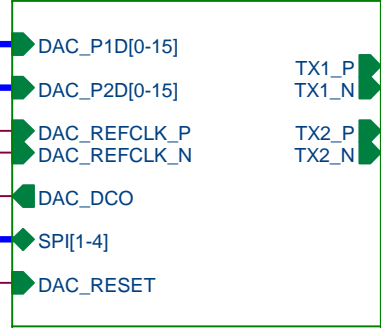 DAC_P1D[0-15]
TX1_P
DAC_P2D[0-15]
TX1_N
DAC_REFCLK_P
TX2_P
DAC_REFCLK_N
TX2_N
DAC_DCO
SPI[1-4]
DAC_RESET